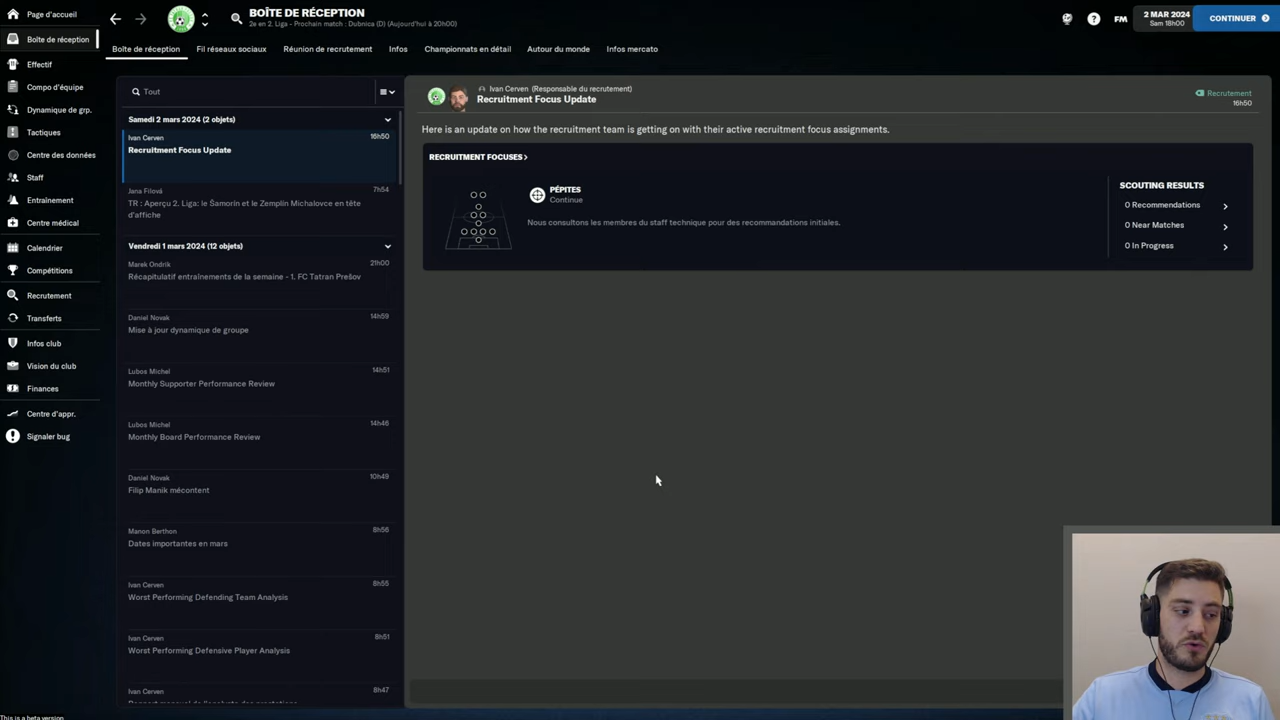 Page d'accueil
Boîte de réception
Effectif
Compo d'équipe
Dynamique de grp.
Tactiques
Centre des données
Staff
Entrainement
Centre médical
Calendrier
Compétitions
Recrutement
Transferts
Infos club
Vision du club
Finances
Centre d'appr.
Signaler bug
This is a beta version
BOÎTE DE RÉCEPTION
2e en 2. Liga - Prochain match : Dubnica (D) (Aujourd'hui à 20h00)
FM
2 MAR 2024
Sam 18h00
CONTINUER
Boîte de réception
Fil réseaux sociaux
Réunion de recrutement
Infos
Championnats en détail
Autour du monde
Infos mercato
Tout
Samedi 2 mars 2024 (2 objets)
Ivan Cerven 16h50
Recruitment Focus Update
Jana Filová 7h54
TR : Aperçu 2. Liga: le Šamorín et le Zemplín Michalovce en tête
d'affiche
Vendredi 1 mars 2024 (12 objets)
Marek Ondrik 21h00
Récapitulatif entraînements de la semaine - 1. FC Tatran Prešov
Daniel Novak 14h59
Mise à jour dynamique de groupe
Lubos Michel 14h51
Monthly Supporter Performance Review
Lubos Michel 14h46
Monthly Board Performance Review
Daniel Novak 10h49
Filip Manik mécontent
Manon Berthon 8h56
Dates importantes en mars
Ivan Cerven 8h55
Worst Performing Defending Team Analysis
Ivan Cerven 8h51
Worst Performing Defensive Player Analysis
Ivan Cerven 8h47
Ivan Cerven (Responsable du recrutement)
Recruitment Focus Update
Recrutement
16h50
Here is an update on how the recruitment team is getting on with their active recruitment focus assignments.
RECRUITMENT FOCUSES
PÉPITES
Continue
Nous consultons les membres du staff technique pour des recommandations initiales.
SCOUTING RESULTS
0 Recommendations
0 Near Matches
0 In Progress